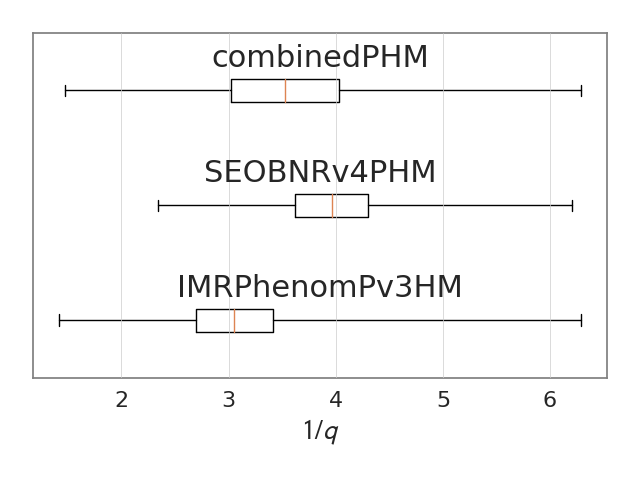 combinedPHM
SEOBNRv4PHM
IMRPhenomPv3HM
2 3 4 5 6
1/q